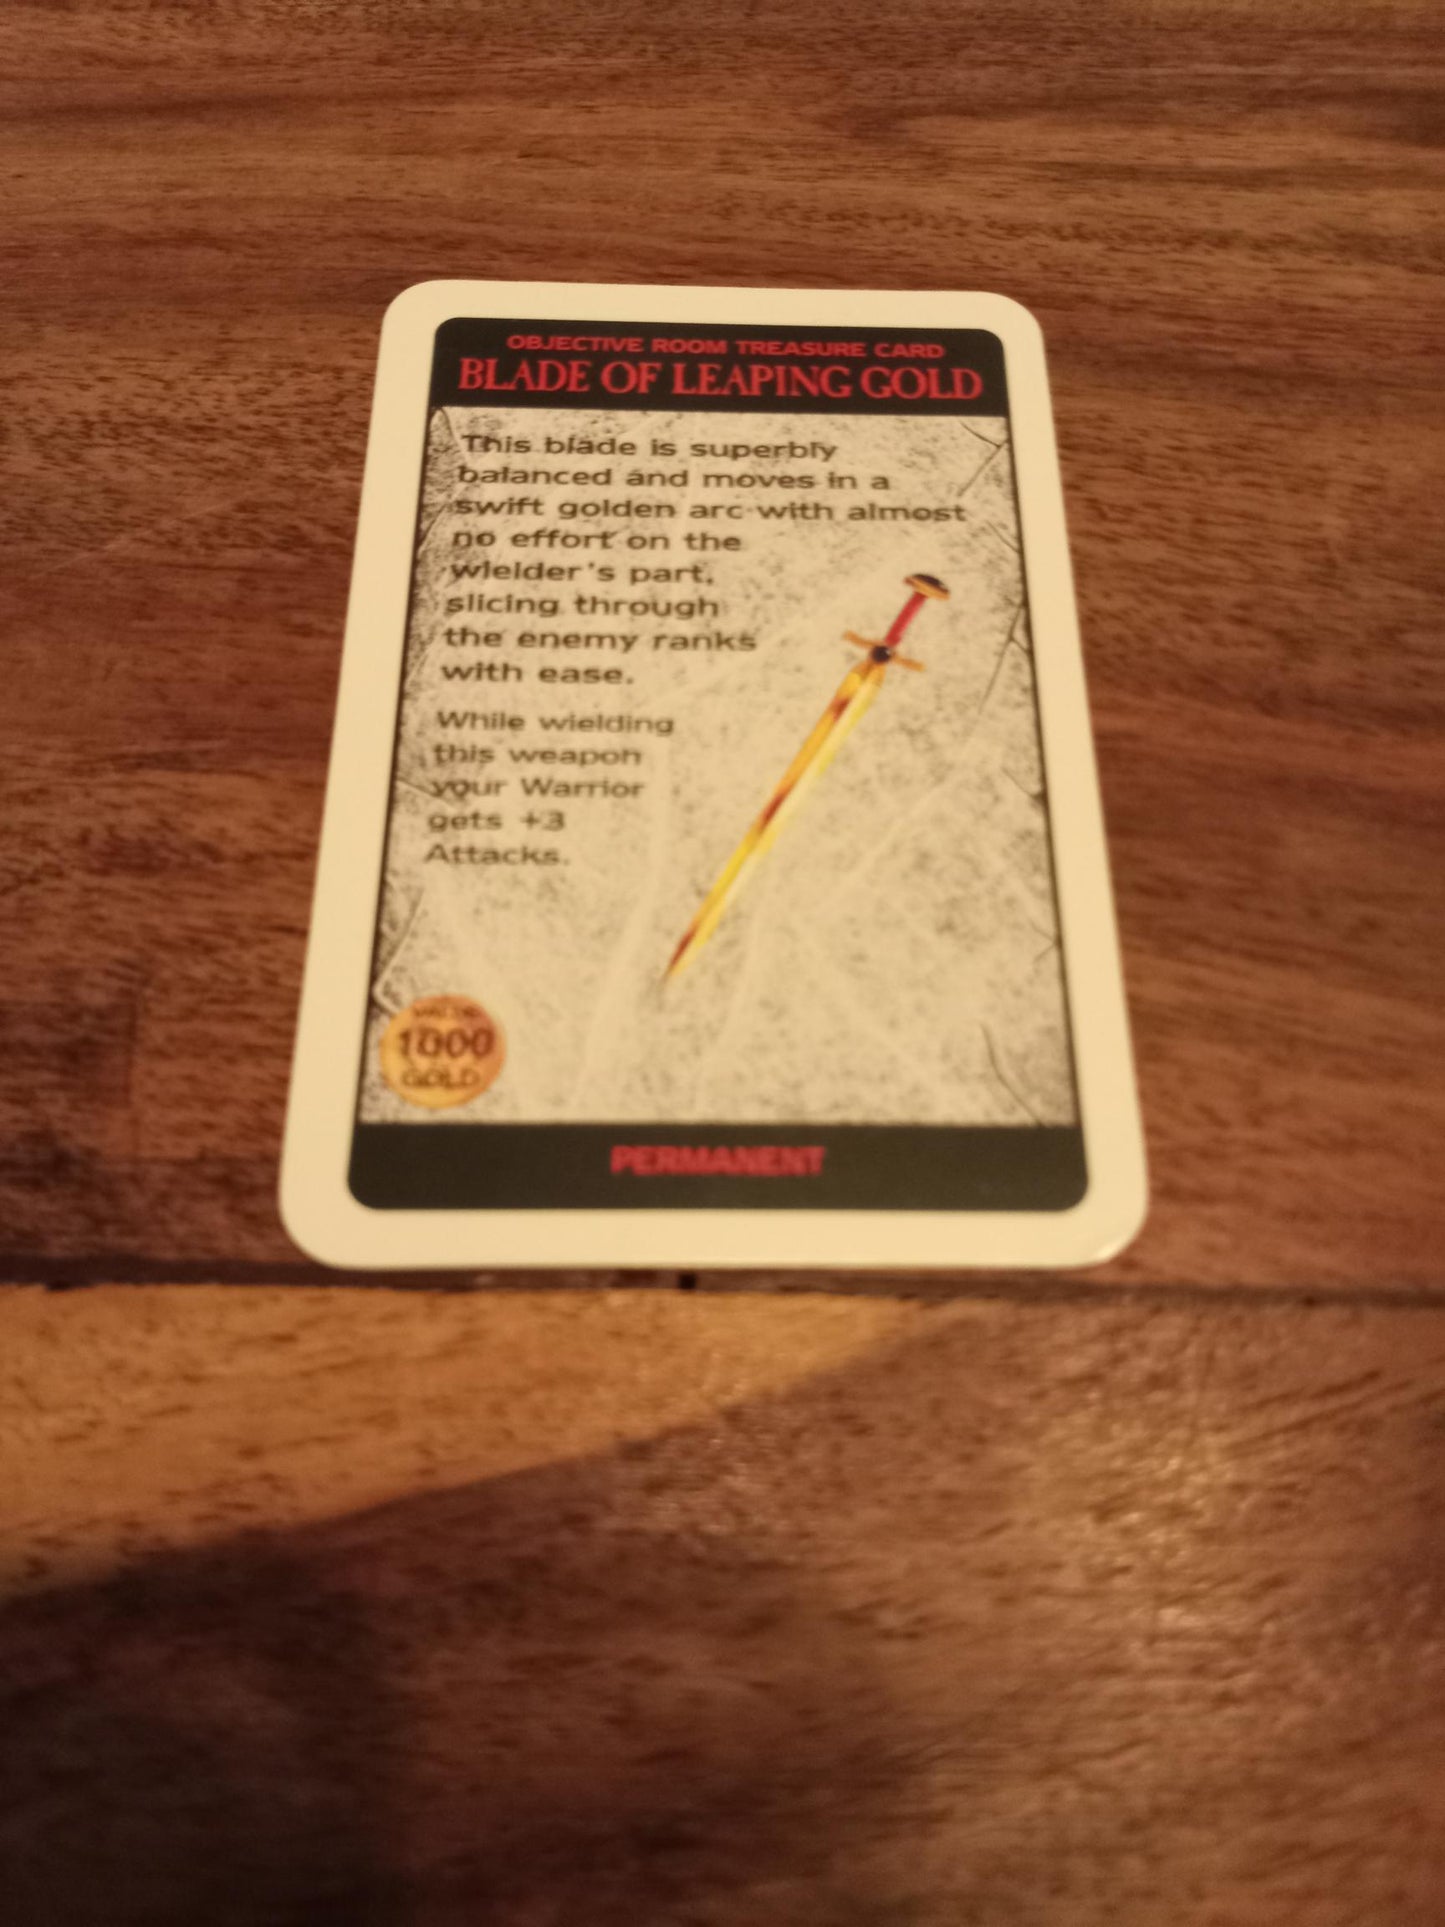 OBJECTIVE ROOM TREASURE CARD
BLADE OF LEAPING GOLD
This blade is superbly
balanced and moves in a
swift golden arc with almost
no effort on the
wielder's part,
slicing through
the enemy ranks
with ease.
While wielding
this weapon
your Warrior
gets +3
Attacks.
1000
GOLD
PERMANENT